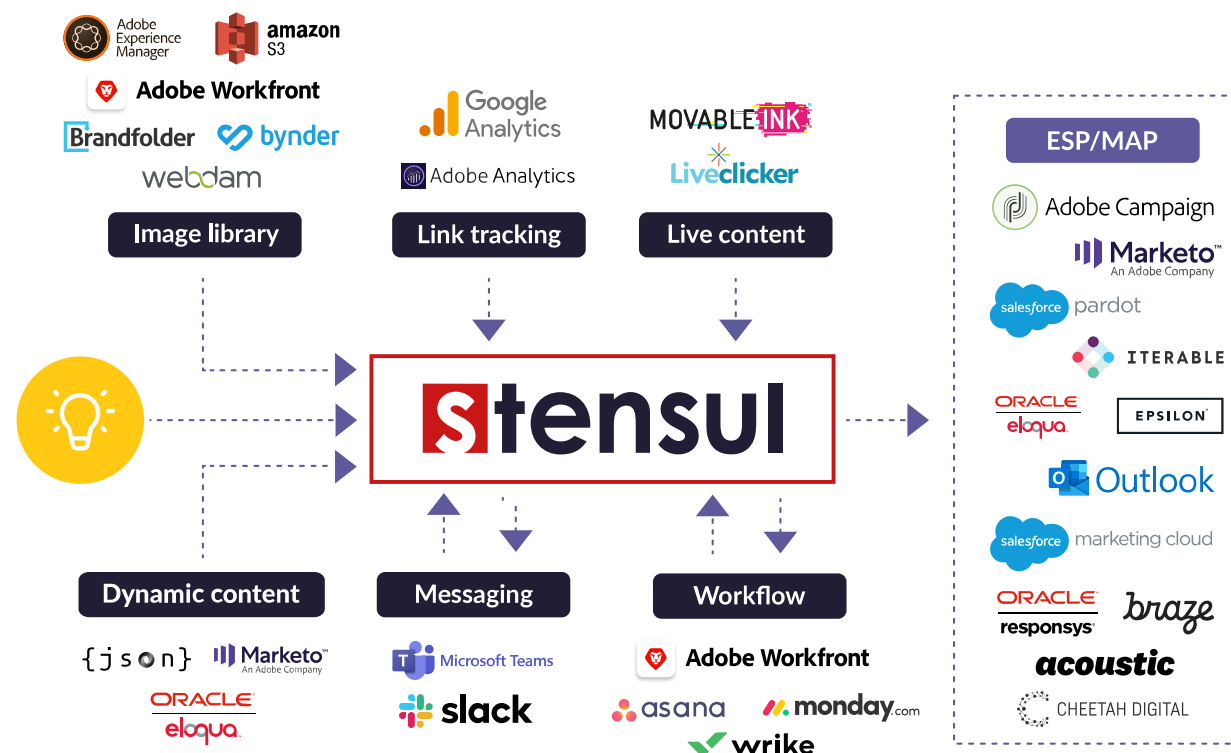 Adobe
Experience
Manager
amazon
S3
Adobe Workfront
Brandfolder
bynder
webdam
Image library
Google
Analytics
Adobe Analytics
Link tracking
MOVABLE INK
Liveclicker
Live content
stensul
Dynamic content
{json}
Marketo™
An Adobe Company
ORACLE
eloqua
Messaging
Microsoft Teams
slack
Workflow
Adobe Workfront
asana
monday.com
wrike
ESP/MAP
Adobe Campaign
Marketo™
An Adobe Company
salesforce pardot
ITERABLE
ORACLE
eloqua
EPSILON
Outlook
salesforce marketing cloud
ORACLE
responsys
braze
acoustic
CHEETAH DIGITAL